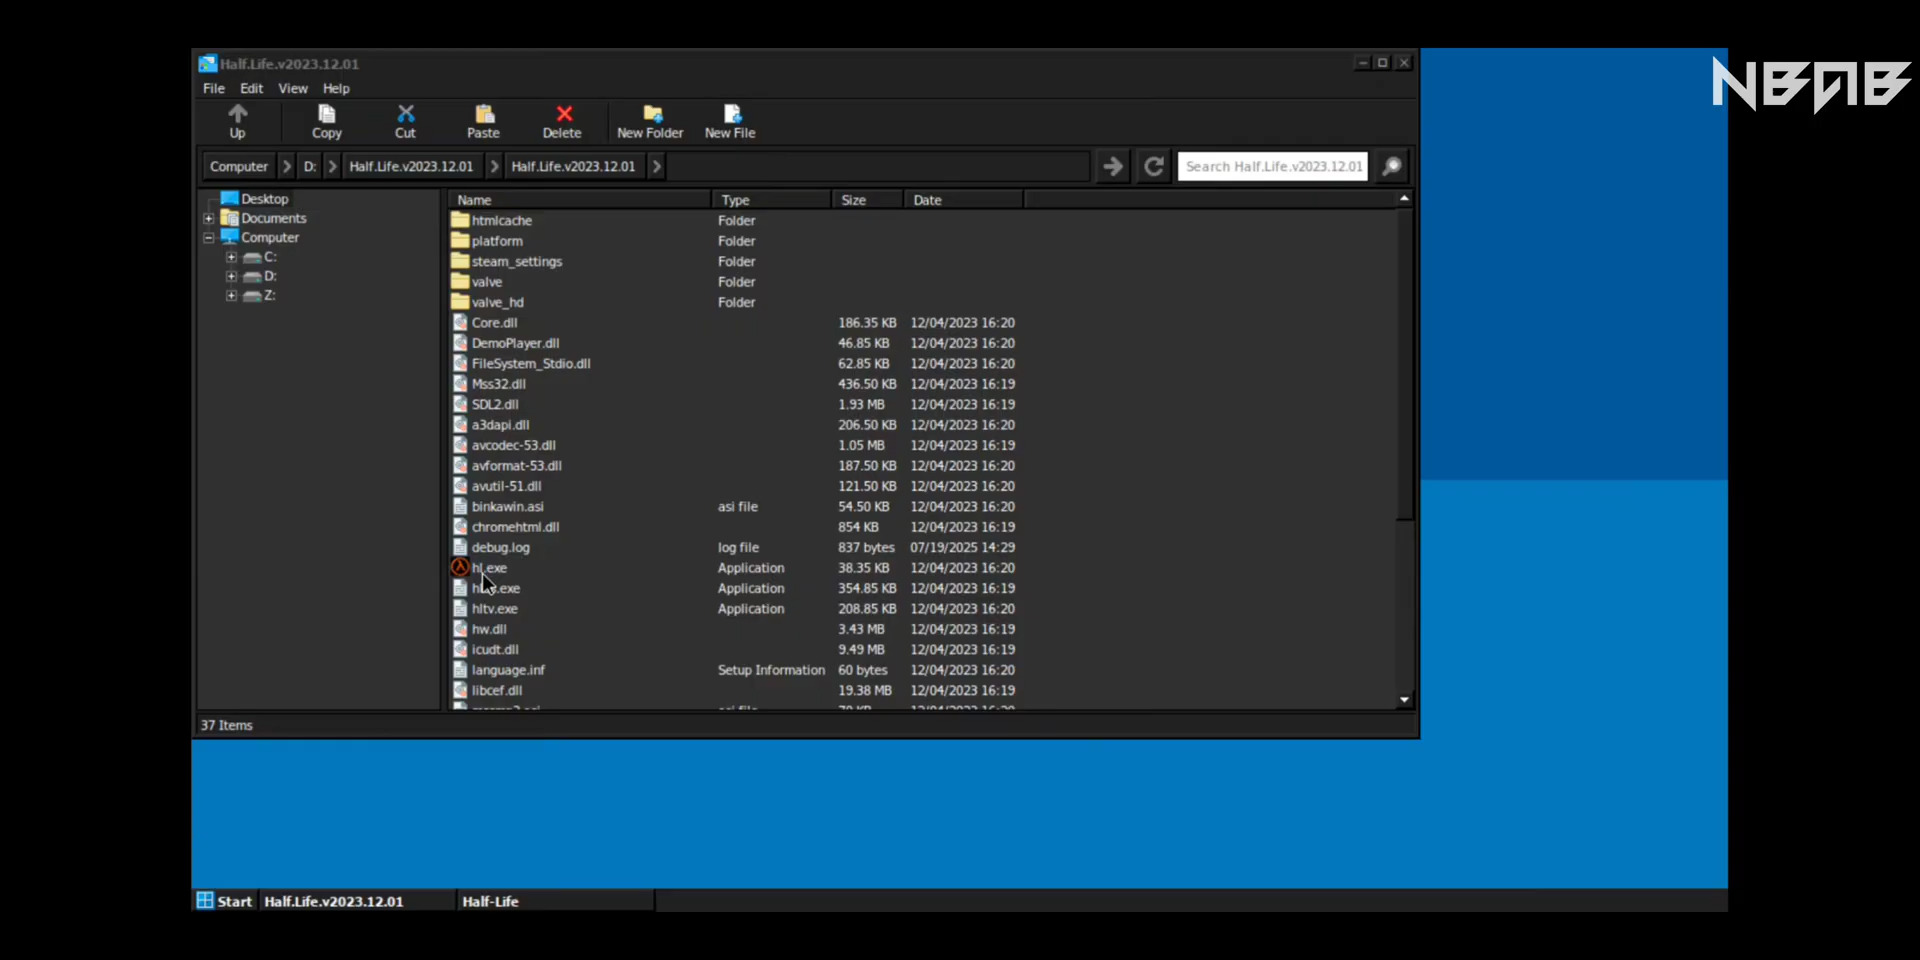 NBAB
Half.Life.v2023.12.01
File Edit View Help
Up Copy Cut Paste Delete New Folder New File
Computer D: Half.Life.v2023.12.01 Half.Life.v2023.12.01 Search Half.Life.v2023.12.01
Desktop
Documents
Computer
C:
D:
Z:
Name Type Size Date
htmlcache Folder
platform Folder
steam_settings Folder
valve Folder
valve_hd Folder
Core.dll 186.35 KB 12/04/2023 16:20
DemoPlayer.dll 46.85 KB 12/04/2023 16:20
FileSystem_Stdio.dll 62.85 KB 12/04/2023 16:20
Mss32.dll 436.50 KB 12/04/2023 16:19
SDL2.dll 1.93 MB 12/04/2023 16:19
a3dapi.dll 206.50 KB 12/04/2023 16:20
avcodec-53.dll 1.05 MB 12/04/2023 16:19
avformat-53.dll 187.50 KB 12/04/2023 16:20
avutil-51.dll 121.50 KB 12/04/2023 16:20
binkawin.asi asi file 54.50 KB 12/04/2023 16:20
chromehtml.dll 854 KB 12/04/2023 16:19
debug.log log file 837 bytes 07/19/2025 14:29
hl.exe Application 38.35 KB 12/04/2023 16:20
Application 354.85 KB 12/04/2023 16:20
hltv.exe Application 208.85 KB 12/04/2023 16:20
hw.dll 3.43 MB 12/04/2023 16:19
icudt.dll 9.49 MB 12/04/2023 16:19
language.inf Setup Information 60 bytes 12/04/2023 16:20
libcef.dll 19.38 MB 12/04/2023 16:19
37 Items
Start Half.Life.v2023.12.01 Half-Life